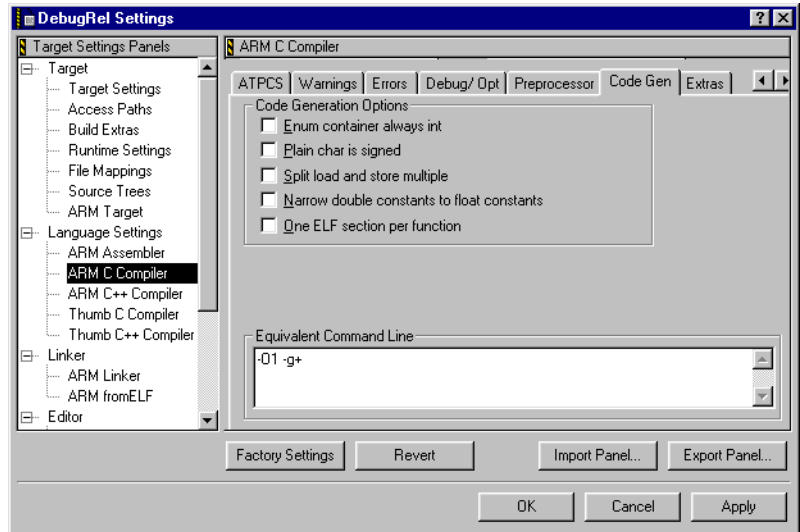 DebugRel Settings
Target Settings Panels
Target
Target Settings
Access Paths
Build Extras
Runtime Settings
File Mappings
Source Trees
ARM Target
Language Settings
ARM Assembler
ARM C Compiler
ARM C++ Compiler
Thumb C Compiler
Thumb C++ Compiler
Linker
ARM Linker
ARM fromELF
Editor
ARM C Compiler
ATPCS Warnings Errors Debug/ Opt Preprocessor Code Gen Extras
Code Generation Options
Enum container always int
Plain char is signed
Split load and store multiple
Narrow double constants to float constants
One ELF section per function
Equivalent Command Line
-O1 -g+
Factory Settings Revert Import Panel... Export Panel...
OK Cancel Apply